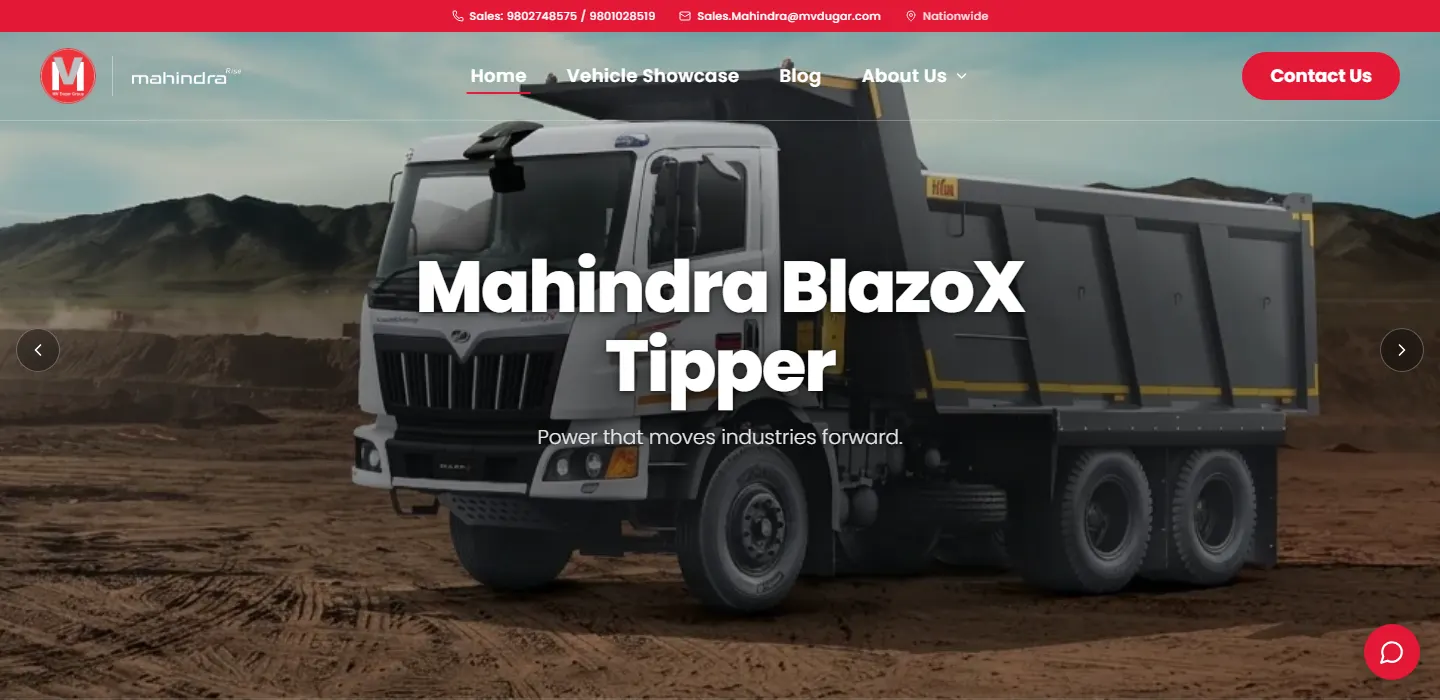 Sales: 9802748575 / 9801028519
Sales.Mahindra@mvdugar.com
Nationwide
mahindra Rise
Home
Vehicle Showcase
Blog
About Us
Contact Us
Mahindra BlazoX
Tipper
Power that moves industries forward.